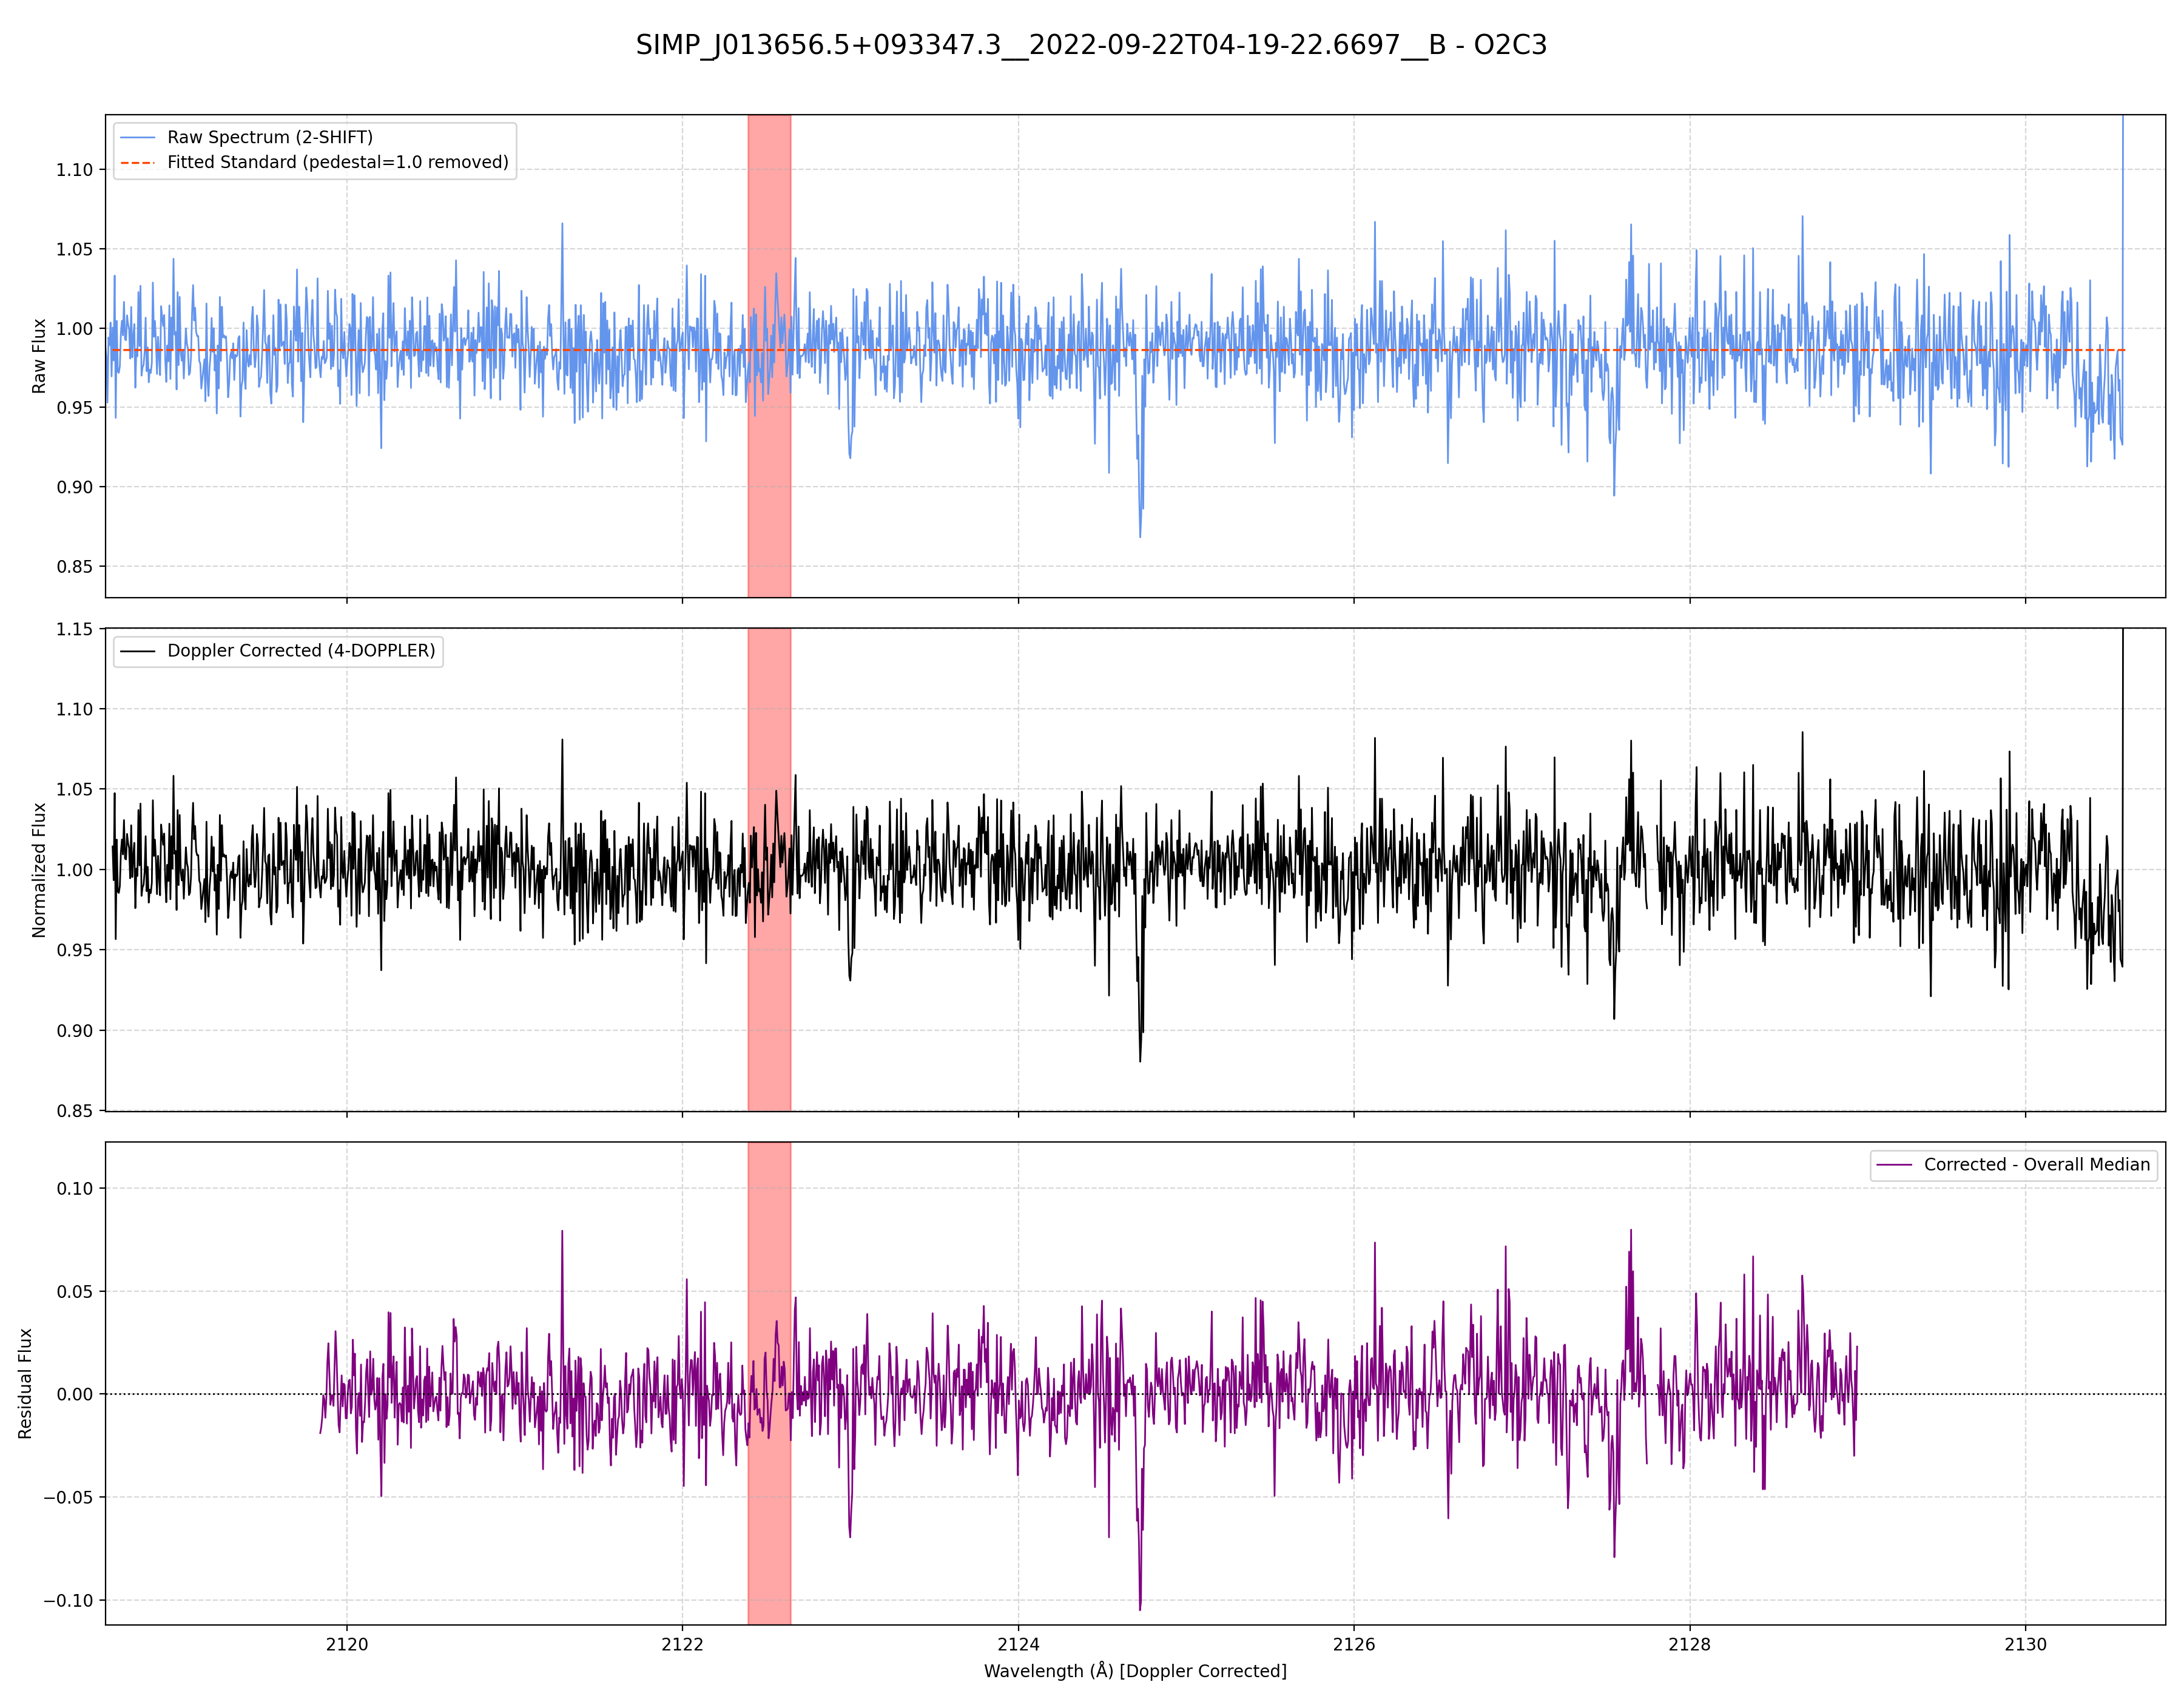 SIMP_J013656.5+093347.3__2022-09-22T04-19-22.6697__B - O2C3
Raw Spectrum (2-SHIFT)
Fitted Standard (pedestal=1.0 removed)
1.10
1.05
1.00
0.95
0.90
0.85
Raw Flux
Doppler Corrected (4-DOPPLER)
1.15
1.10
1.05
1.00
0.95
0.90
0.85
Normalized Flux
Corrected - Overall Median
0.10
0.05
0.00
−0.05
−0.10
Residual Flux
2120 2122 2124 2126 2128 2130
Wavelength (Å) [Doppler Corrected]